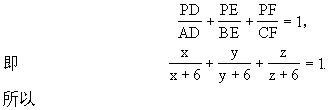 PD/AD + PE/BE + PF/CF = 1,
即 x/(x+6) + y/(y+6) + z/(z+6) = 1
所以